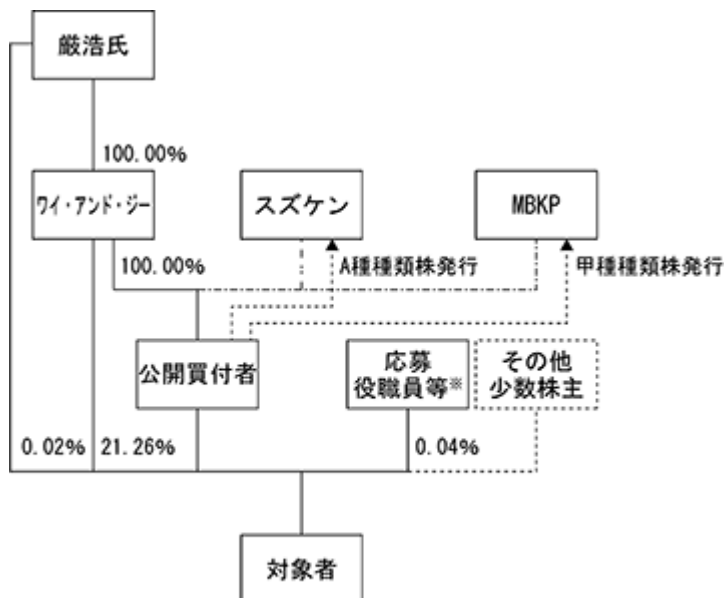 厳浩氏
100.00%
ワイ・アンド・ジー
スズケン
MBKP
100.00%
A種種類株発行
甲種種類株発行
公開買付者
応募
役職員等※
その他
少数株主
0.02%
21.26%
0.04%
対象者